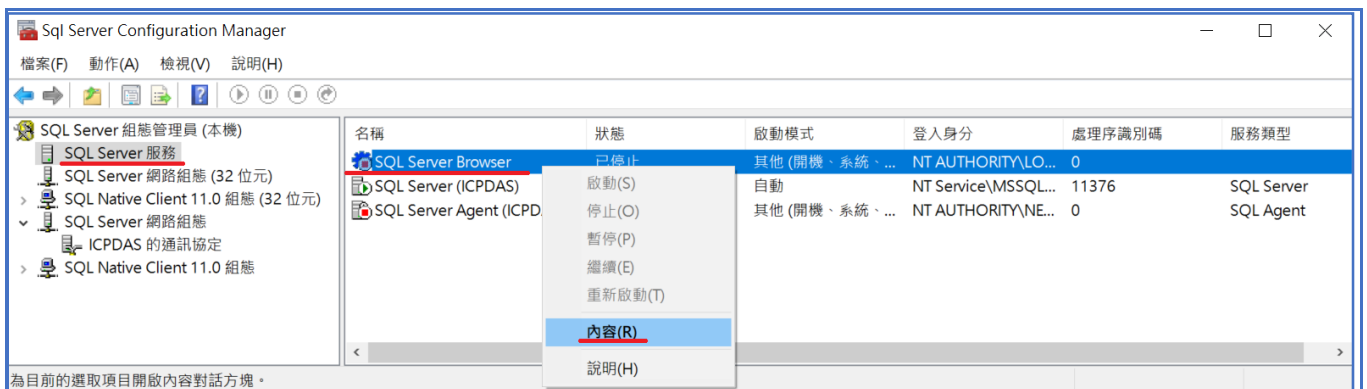 Sql Server Configuration Manager
檔案(F) 動作(A) 檢視(V) 說明(H)
SQL Server 組態管理員 (本機)
SQL Server 服務
SQL Server 網路組態 (32 位元)
SQL Native Client 11.0 組態 (32 位元)
SQL Server 網路組態
ICPDAS 的通訊協定
SQL Native Client 11.0 組態
名稱 狀態 啟動模式 登入身分 處理序識別碼 服務類型
SQL Server Browser 已停止 其他 (開機、系統、... NT AUTHORITY\LO... 0
SQL Server (ICPDAS) 自動 NT Service\MSSQL... 11376 SQL Server
SQL Server Agent (ICPD 其他 (開機、系統、... NT AUTHORITY\NE... 0 SQL Agent
啟動(S)
停止(O)
暫停(P)
繼續(E)
重新啟動(T)
內容(R)
說明(H)
為目前的選取項目開啟內容對話方塊。